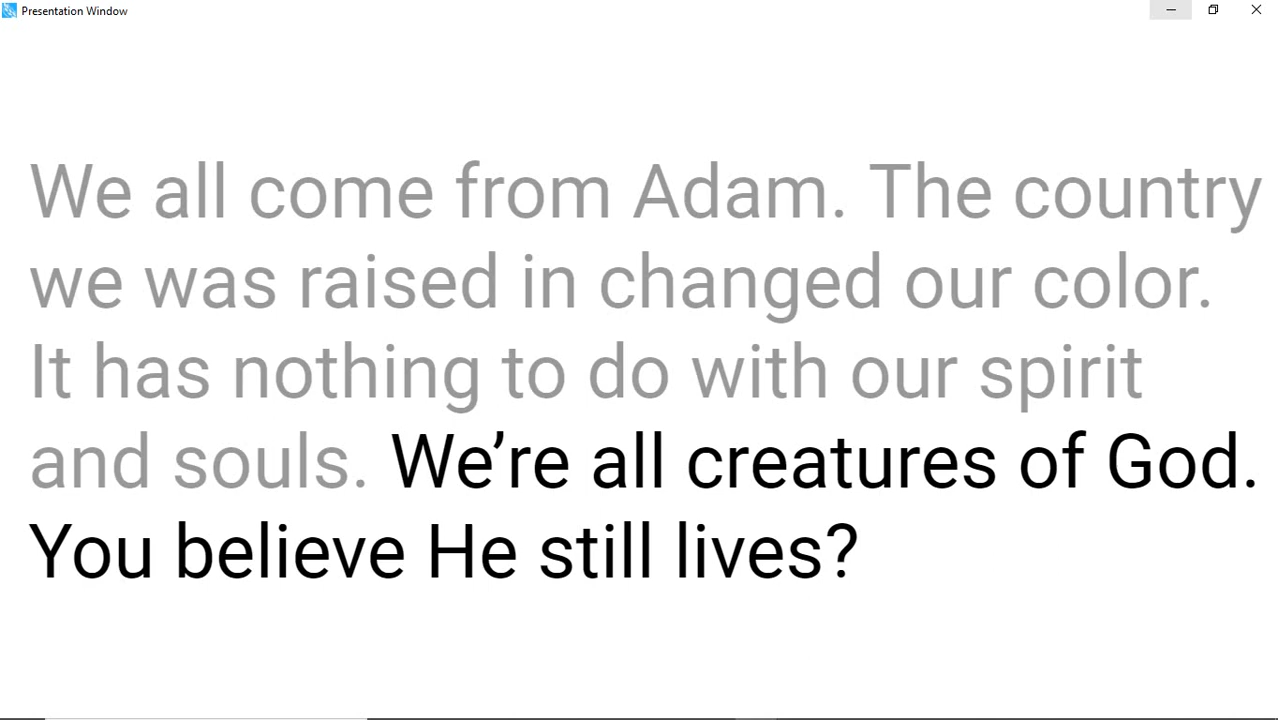 Presentation Window
We all come from Adam. The country
we was raised in changed our color.
It has nothing to do with our spirit
and souls. We’re all creatures of God.
You believe He still lives?